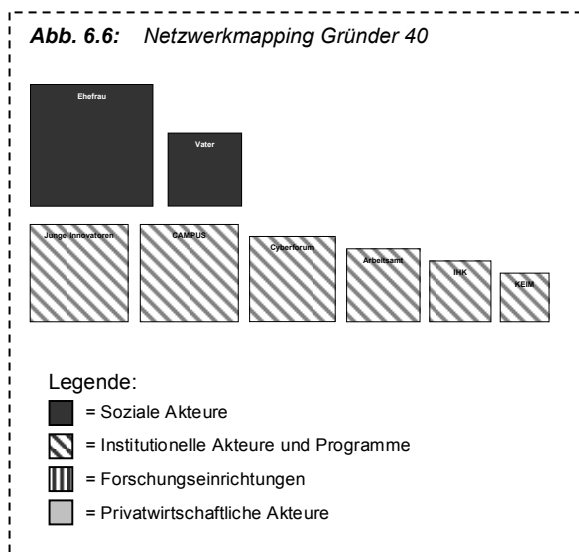 Abb. 6.6: Netzwerkmapping Gründer 40
Ehefrau
Vater
Junge Innovatoren
CAMPUS
Cyberforum
Arbeitsamt
IHK
KEIM
Legende:
= Soziale Akteure
= Institutionelle Akteure und Programme
= Forschungseinrichtungen
= Privatwirtschaftliche Akteure